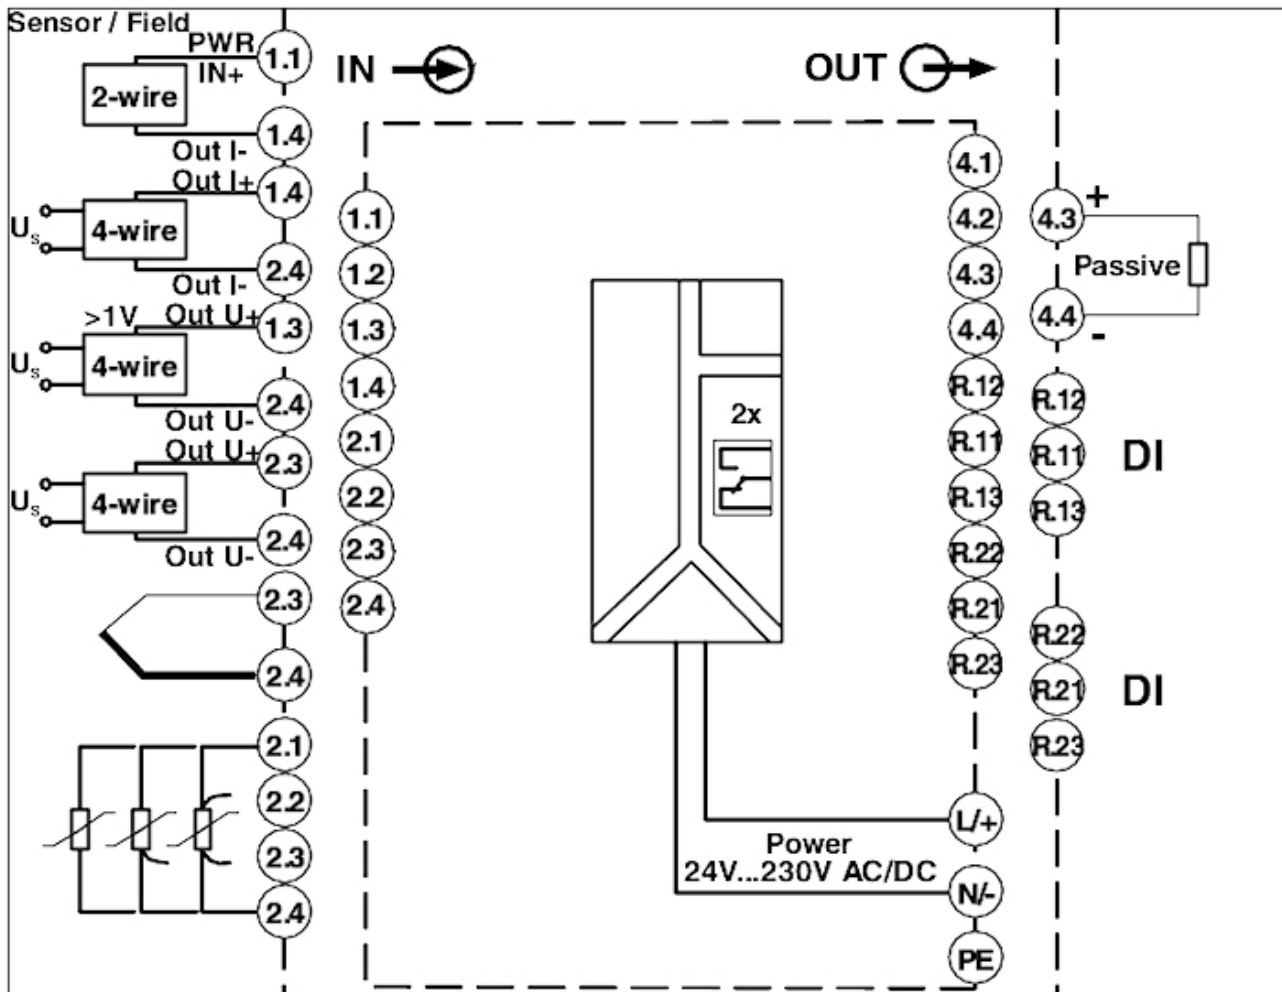 Sensor / Field
PWR
1.1
IN+
2-wire
1.4
Out I-
Out I+
1.4
Us
4-wire
2.4
Out I-
>1V
Out U+
1.3
Us
4-wire
2.4
Out U-
Out U+
2.3
Us
4-wire
2.4
Out U-
2.3
2.4
2.1
2.2
2.3
2.4
IN
OUT
1.1
1.2
1.3
1.4
2.1
2.2
2.3
2.4
2x
4.1
4.2
4.3
4.4
R.12
R.11
R.13
R.22
R.21
R.23
L/+
Power
24V...230V AC/DC
N/-
PE
4.3
+
Passive
4.4
-
R.12
R.11
DI
R.13
R.22
R.21
DI
R.23